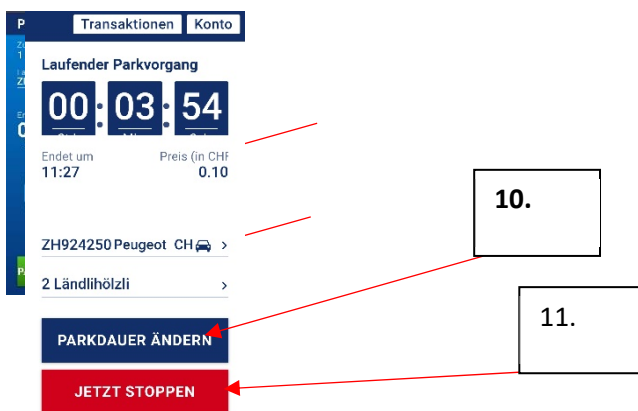 Transaktionen Konto
Laufender Parkvorgang
00 : 03 : 54
Endet um Preis (in CHF
11:27 0.10
ZH924250 Peugeot CH >
2 Ländlihölzli >
PARKDAUER ÄNDERN
JETZT STOPPEN
10.
11.